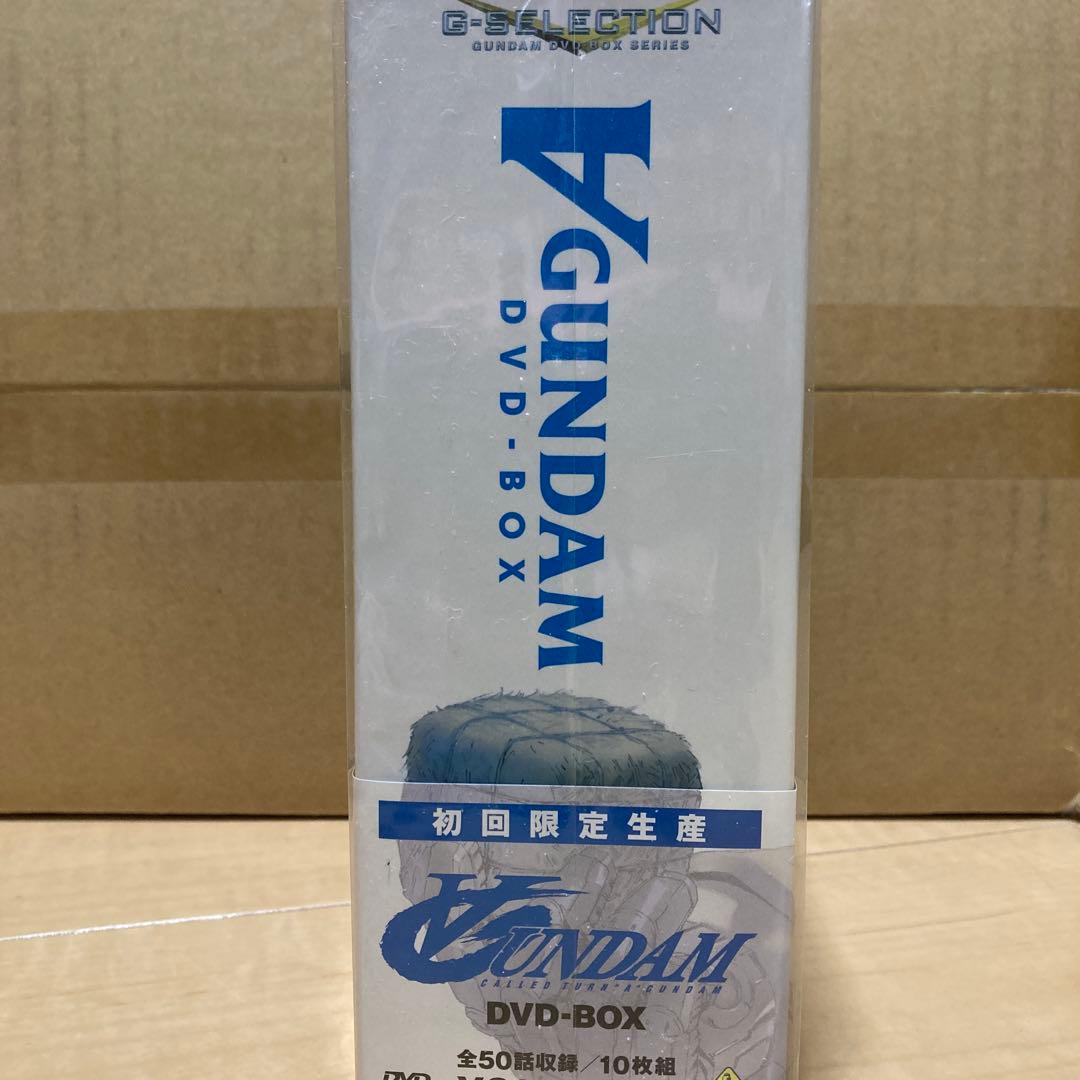 G-SELECTION
GUNDAM DVD-BOX SERIES
∀ GUNDAM
DVD-BOX
初回限定生産
∀GUNDAM
CALLED TURN "A" GUNDAM
DVD-BOX
全50話収録/10枚組
DVD